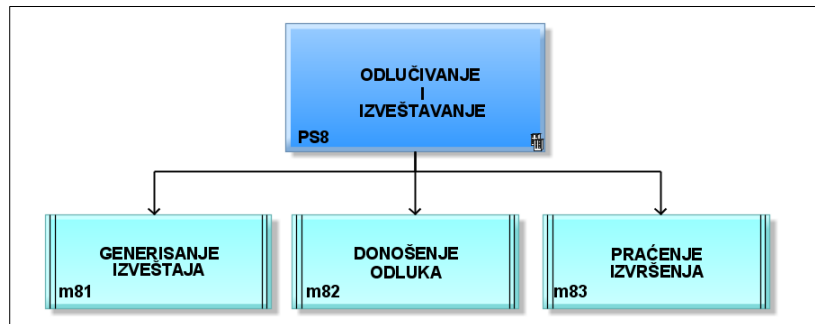 ODLUČIVANJE
I
IZVEŠTAVANJE
PS8
GENERISANJE
IZVEŠTAJA
m81
DONOŠENJE
ODLUKA
m82
PRAĆENJE
IZVRŠENJA
m83